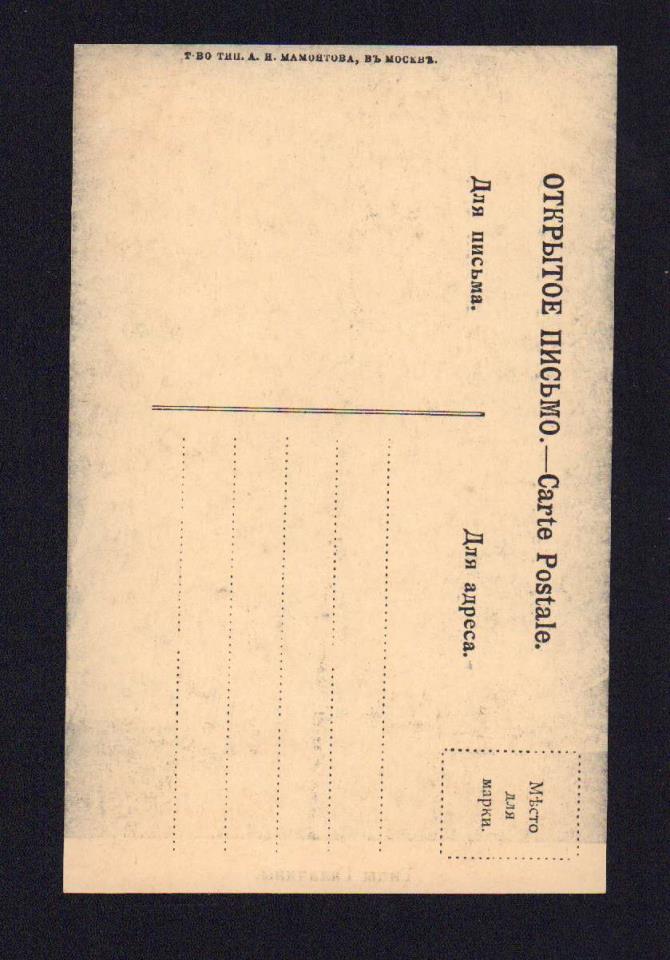 Т-ВО ТИП. А. И. МАМОНТОВА, ВЪ МОСКВѢ.
ОТКРЫТОЕ ПИСЬМО.—Carte Postale.
Для письма.
Для адреса.
Мѣсто
для
марки.